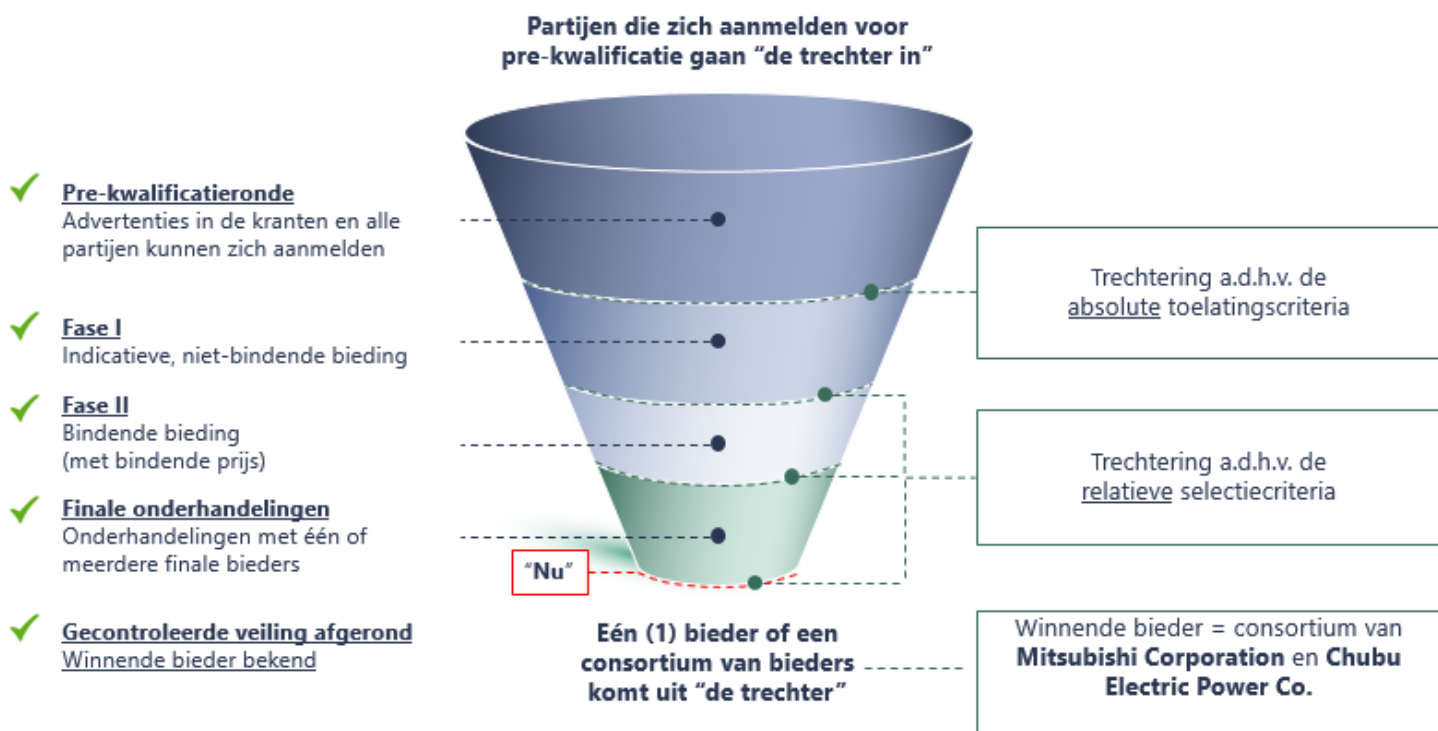 Partijen die zich aanmelden voor
pre-kwalificatie gaan “de trechter in”
Pre-kwalificatieronde
Advertenties in de kranten en alle
partijen kunnen zich aanmelden
Fase I
Indicatieve, niet-bindende bieding
Fase II
Bindende bieding
(met bindende prijs)
Finale onderhandelingen
Onderhandelingen met één of
meerdere finale bieders
Gecontroleerde veiling afgerond
Winnende bieder bekend
“Nu”
Trechtering a.d.h.v. de
absolute toelatingscriteria
Trechtering a.d.h.v. de
relatieve selectiecriteria
Eén (1) bieder of een
consortium van bieders
komt uit “de trechter”
Winnende bieder = consortium van
Mitsubishi Corporation en Chubu
Electric Power Co.